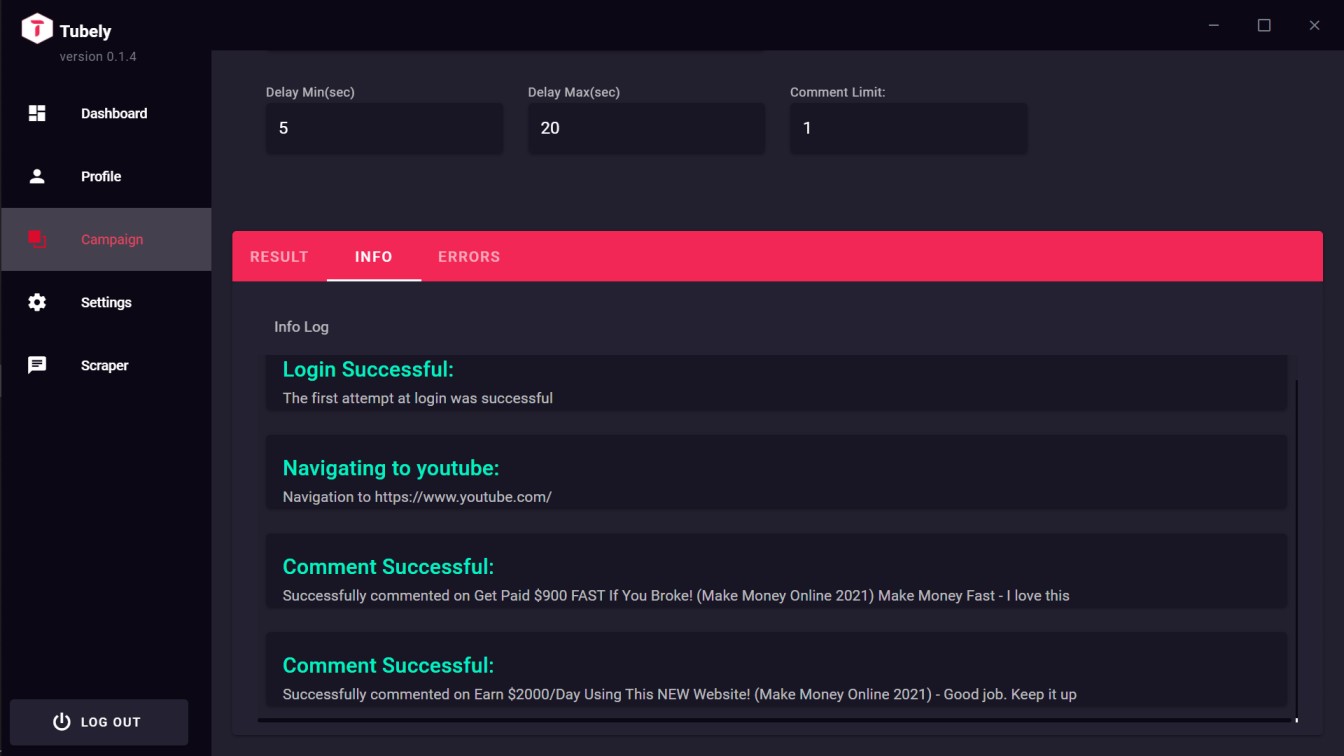 Tubely
version 0.1.4
Dashboard
Profile
Campaign
Settings
Scraper
LOG OUT
Delay Min(sec) Delay Max(sec) Comment Limit:
5 20 1
RESULT INFO ERRORS
Info Log
Login Successful:
The first attempt at login was successful
Navigating to youtube:
Navigation to https://www.youtube.com/
Comment Successful:
Successfully commented on Get Paid $900 FAST If You Broke! (Make Money Online 2021) Make Money Fast - I love this
Comment Successful:
Successfully commented on Earn $2000/Day Using This NEW Website! (Make Money Online 2021) - Good job. Keep it up